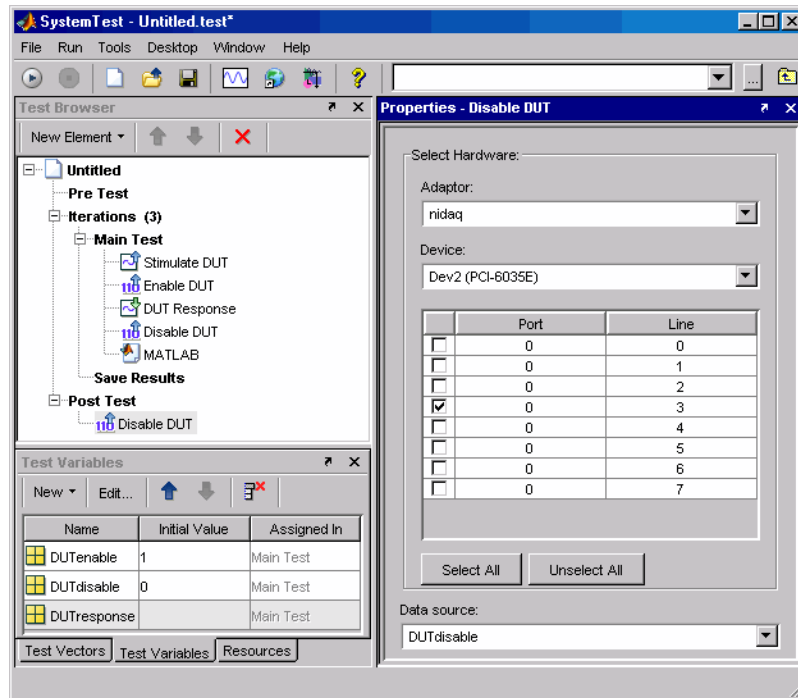 SystemTest - Untitled.test*
File Run Tools Desktop Window Help
Test Browser
New Element
Untitled
Pre Test
Iterations (3)
Main Test
Stimulate DUT
Enable DUT
DUT Response
Disable DUT
MATLAB
Save Results
Post Test
Disable DUT
Test Variables
New Edit...
Name Initial Value Assigned In
DUTenable 1 Main Test
DUTdisable 0 Main Test
DUTresponse Main Test
Test Vectors Test Variables Resources
Properties - Disable DUT
Select Hardware:
Adaptor:
nidaq
Device:
Dev2 (PCI-6035E)
Port Line
0 0
0 1
0 2
0 3
0 4
0 5
0 6
0 7
Select All Unselect All
Data source:
DUTdisable